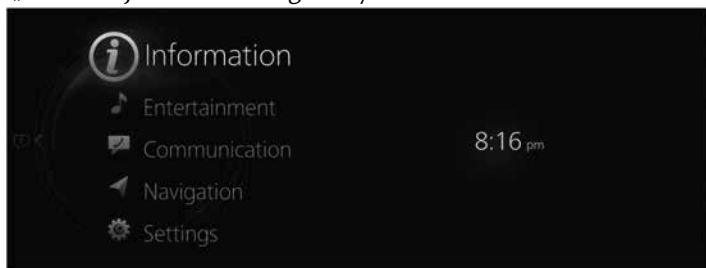 Information
Entertainment
Communication
8:16 pm
Navigation
Settings